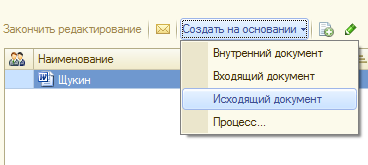 Закончить редактирование Создать на основании
Наименование
Щукин
Внутренний документ
Входящий документ
Исходящий документ
Процесс...